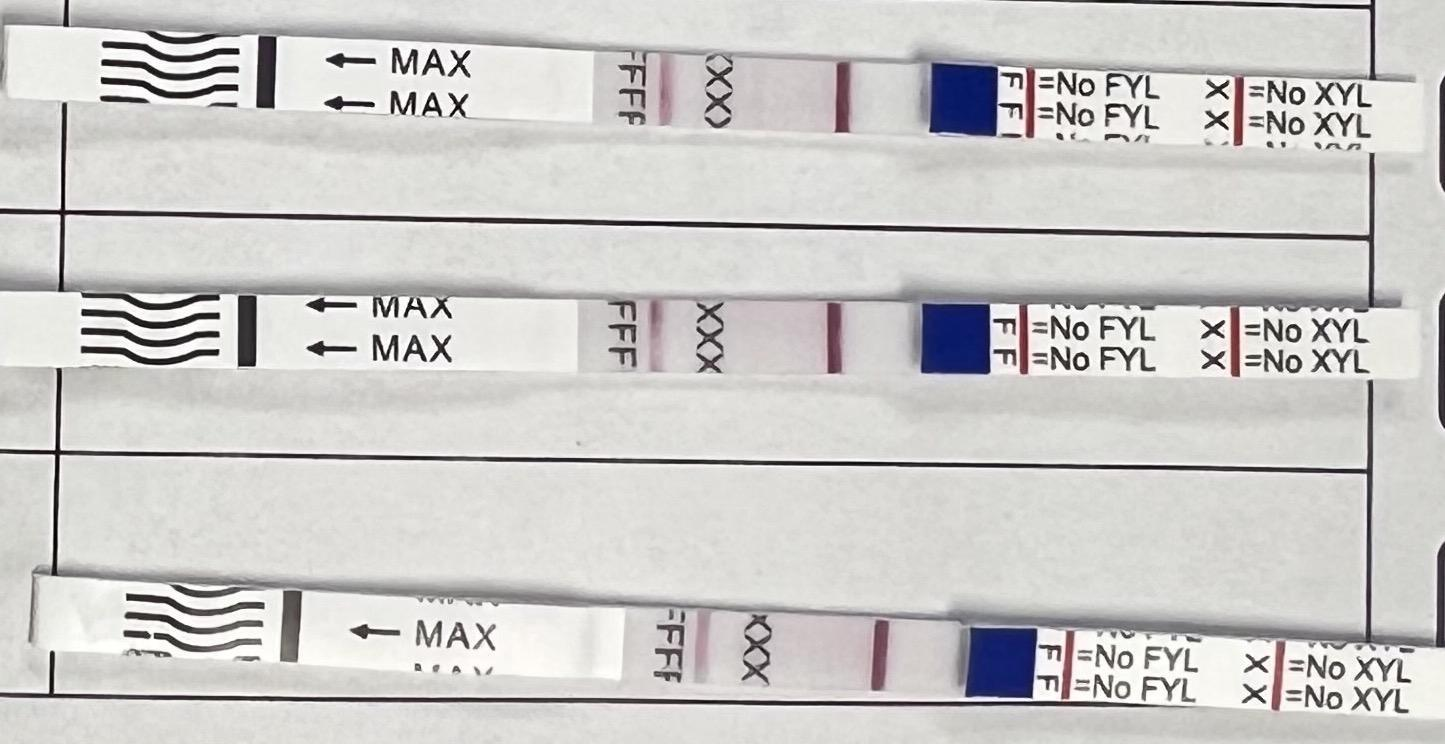 ← MAX
← MAX
FFFF
XXX
F =No FYL X =No XYL
F =No FYL X =No XYL
← MAX
← MAX
FFF
XXX
F =No FYL X =No XYL
F =No FYL X =No XYL
← MAX
FFF
XXX
F =No FYL X =No XYL
F =No FYL X =No XYL